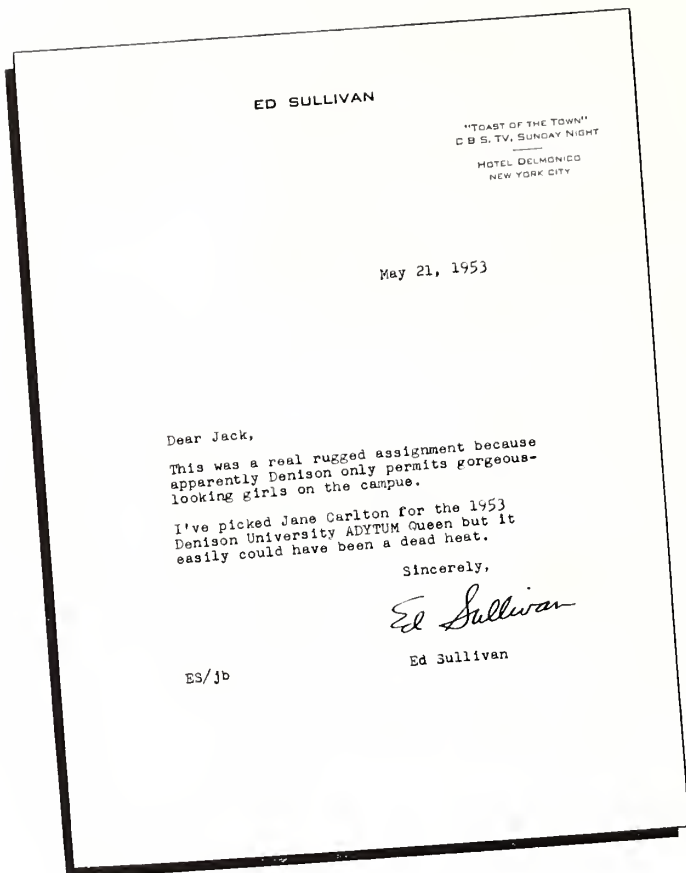 ED SULLIVAN
"TOAST OF THE TOWN"
C B S, TV, SUNDAY NIGHT
HOTEL DELMONICO
NEW YORK CITY
May 21, 1953
Dear Jack,
This was a real rugged assignment because
apparently Denison only permits gorgeous-
looking girls on the campus.
I've picked Jane Carlton for the 1953
Denison University ADYTUM Queen but it
easily could have been a dead heat.
Sincerely,
Ed Sullivan
Ed Sullivan
ES/jb